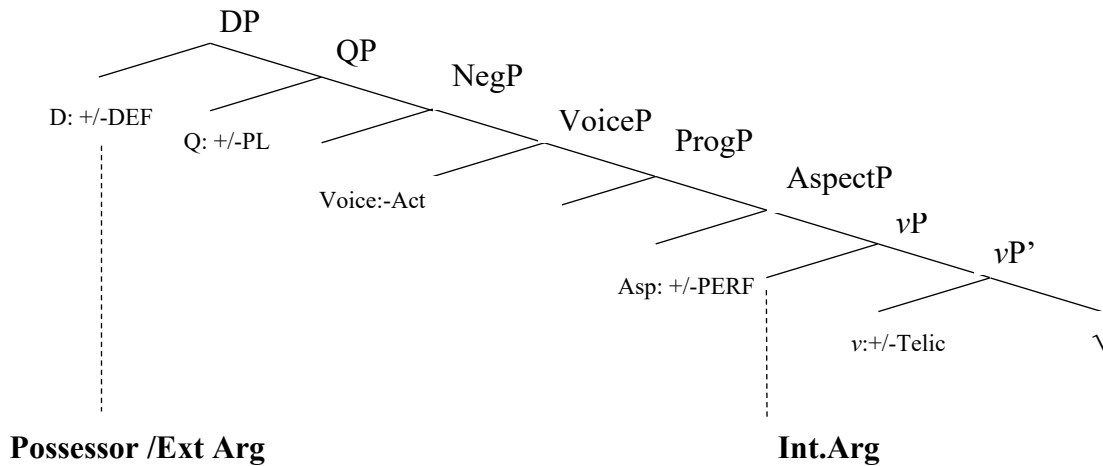 DP
QP
NegP
D: +/-DEF
VoiceP
Q: +/-PL
ProgP
AspectP
Voice:-Act
vP
vP’
Asp: +/-PERF
v:+/-Telic
Possessor /Ext Arg
Int.Arg